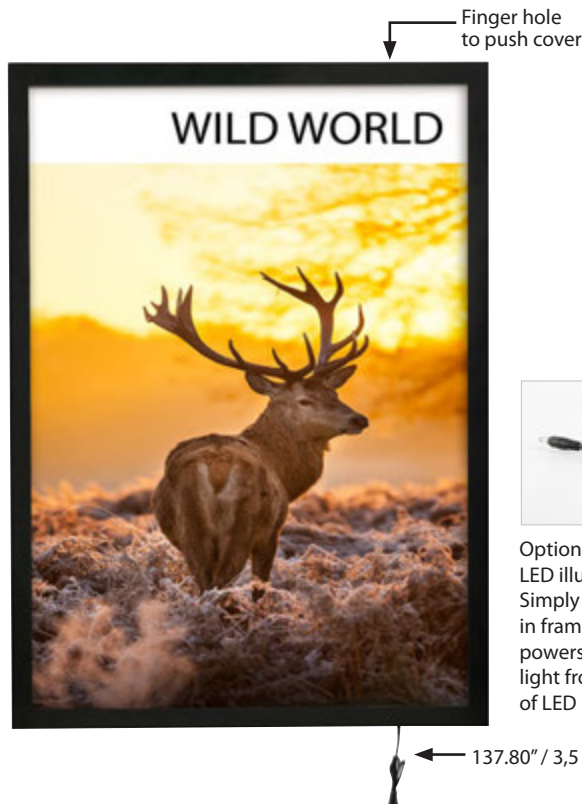 Finger hole
to push cover
WILD WORLD
Option
LED illu
Simply
in fram
powers
light fro
of LED
137.80” / 3,5